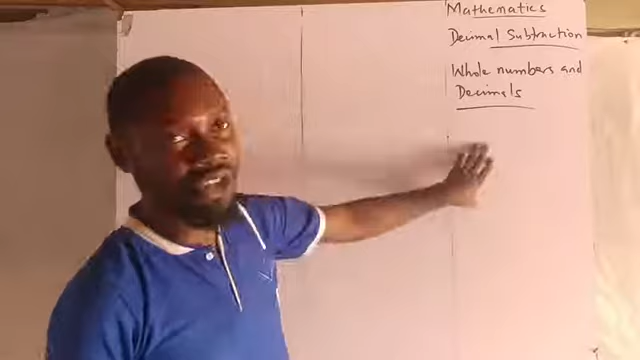 Mathematics
Decimal Subtraction
Whole numbers and
Decimals